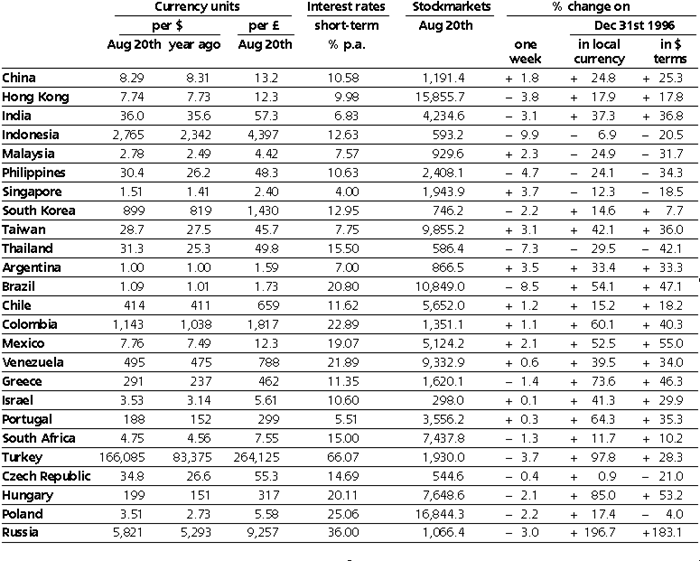 Currency units Interest rates Stockmarkets % change on
per $ per £ short-term Aug 20th Dec 31st 1996
Aug 20th year ago Aug 20th % p.a. one week in local currency in $ terms
China 8.29 8.31 13.2 10.58 1,191.4 + 1.8 + 24.8 + 25.3
Hong Kong 7.74 7.73 12.3 9.98 15,855.7 – 3.8 + 17.9 + 17.8
India 36.0 35.6 57.3 6.83 4,234.6 – 3.1 + 37.3 + 36.8
Indonesia 2,765 2,342 4,397 12.63 593.2 – 9.9 – 6.9 – 20.5
Malaysia 2.78 2.49 4.42 7.57 929.6 + 2.3 – 24.9 – 31.7
Philippines 30.4 26.2 48.3 10.63 2,408.1 – 4.7 – 24.1 – 34.3
Singapore 1.51 1.41 2.40 4.00 1,943.9 + 3.7 – 12.3 – 18.5
South Korea 899 819 1,430 12.95 746.2 – 2.2 + 14.6 + 7.7
Taiwan 28.7 27.5 45.7 7.75 9,855.2 + 3.1 + 42.1 + 36.0
Thailand 31.3 25.3 49.8 15.50 586.4 – 7.3 – 29.5 – 42.1
Argentina 1.00 1.00 1.59 7.00 866.5 + 3.5 + 33.4 + 33.3
Brazil 1.09 1.01 1.73 20.80 10,849.0 – 8.5 + 54.1 + 47.1
Chile 414 411 659 11.62 5,652.0 + 1.2 + 15.2 + 18.2
Colombia 1,143 1,038 1,817 22.89 1,351.1 + 1.1 + 60.1 + 40.3
Mexico 7.76 7.49 12.3 19.07 5,124.2 + 2.1 + 52.5 + 55.0
Venezuela 495 475 788 21.89 9,332.9 + 0.6 + 39.5 + 34.0
Greece 291 237 462 11.35 1,620.1 – 1.4 + 73.6 + 46.3
Israel 3.53 3.14 5.61 10.60 298.0 + 0.1 + 41.3 + 29.9
Portugal 188 152 299 5.51 3,556.2 + 0.3 + 64.3 + 35.3
South Africa 4.75 4.56 7.55 15.00 7,437.8 – 1.3 + 11.7 + 10.2
Turkey 166,085 83,375 264,125 66.07 1,930.0 – 3.7 + 97.8 + 28.3
Czech Republic 34.8 26.6 55.3 14.69 544.6 – 0.4 + 0.9 – 21.0
Hungary 199 151 317 20.11 7,648.6 – 2.1 + 85.0 + 53.2
Poland 3.51 2.73 5.58 25.06 16,844.3 – 2.2 + 17.4 – 4.0
Russia 5,821 5,293 9,257 36.00 1,066.4 – 3.0 + 196.7 +183.1